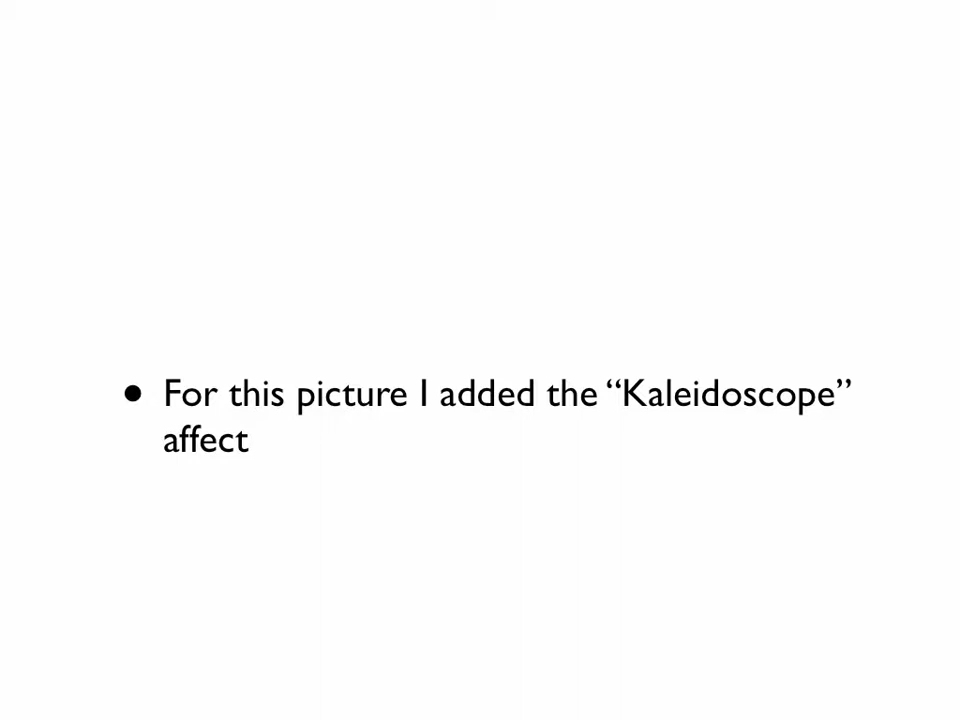 • For this picture I added the “Kaleidoscope”
affect